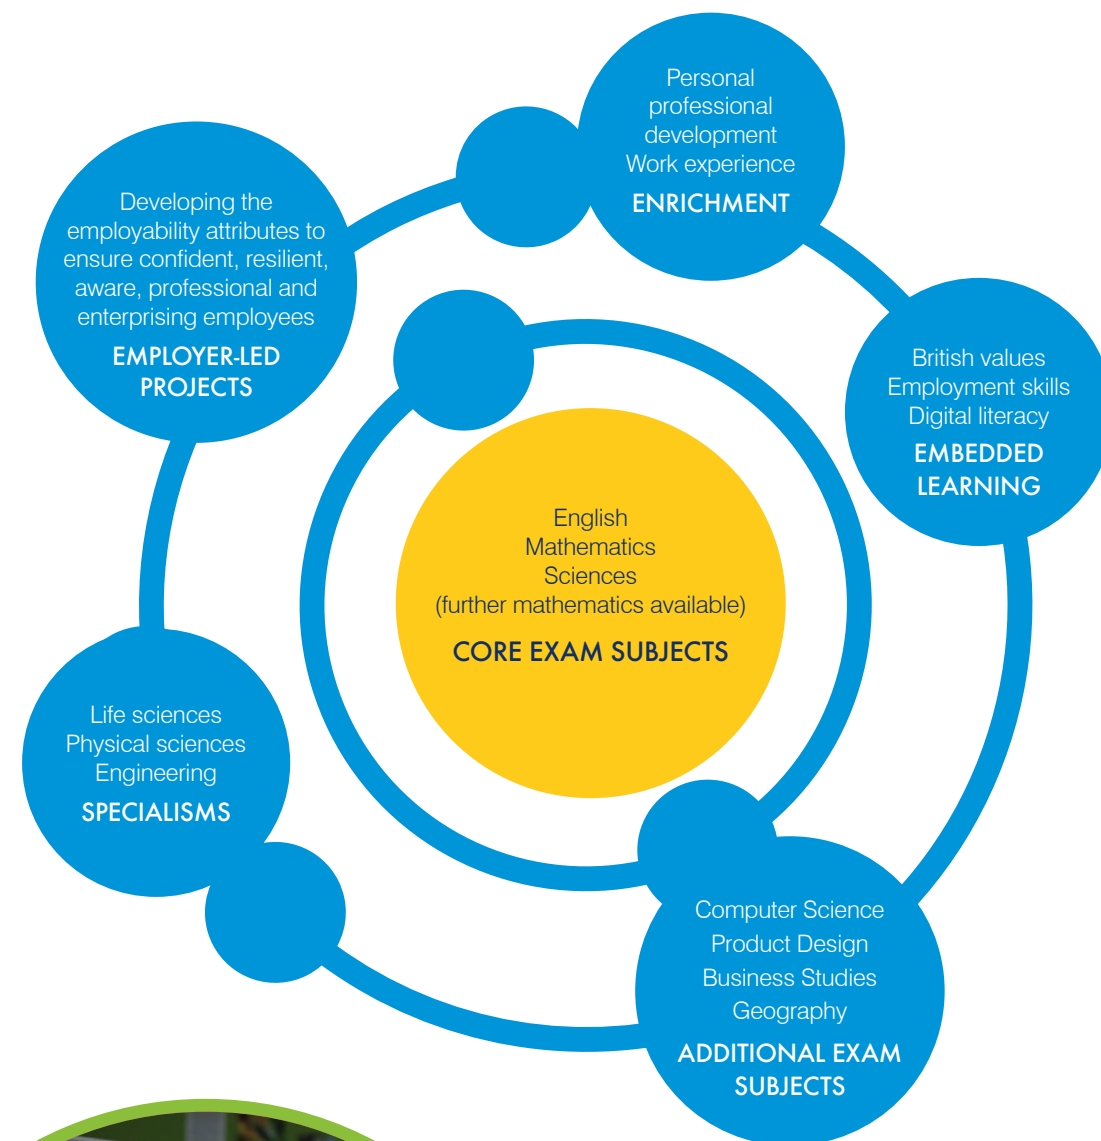 Personal
professional
development
Work experience
ENRICHMENT
Developing the
employability attributes to
ensure confident, resilient,
aware, professional and
enterprising employees
EMPLOYER-LED
PROJECTS
British values
Employment skills
Digital literacy
EMBEDDED
LEARNING
English
Mathematics
Sciences
(further mathematics available)
CORE EXAM SUBJECTS
Life sciences
Physical sciences
Engineering
SPECIALISMS
Computer Science
Product Design
Business Studies
Geography
ADDITIONAL EXAM
SUBJECTS